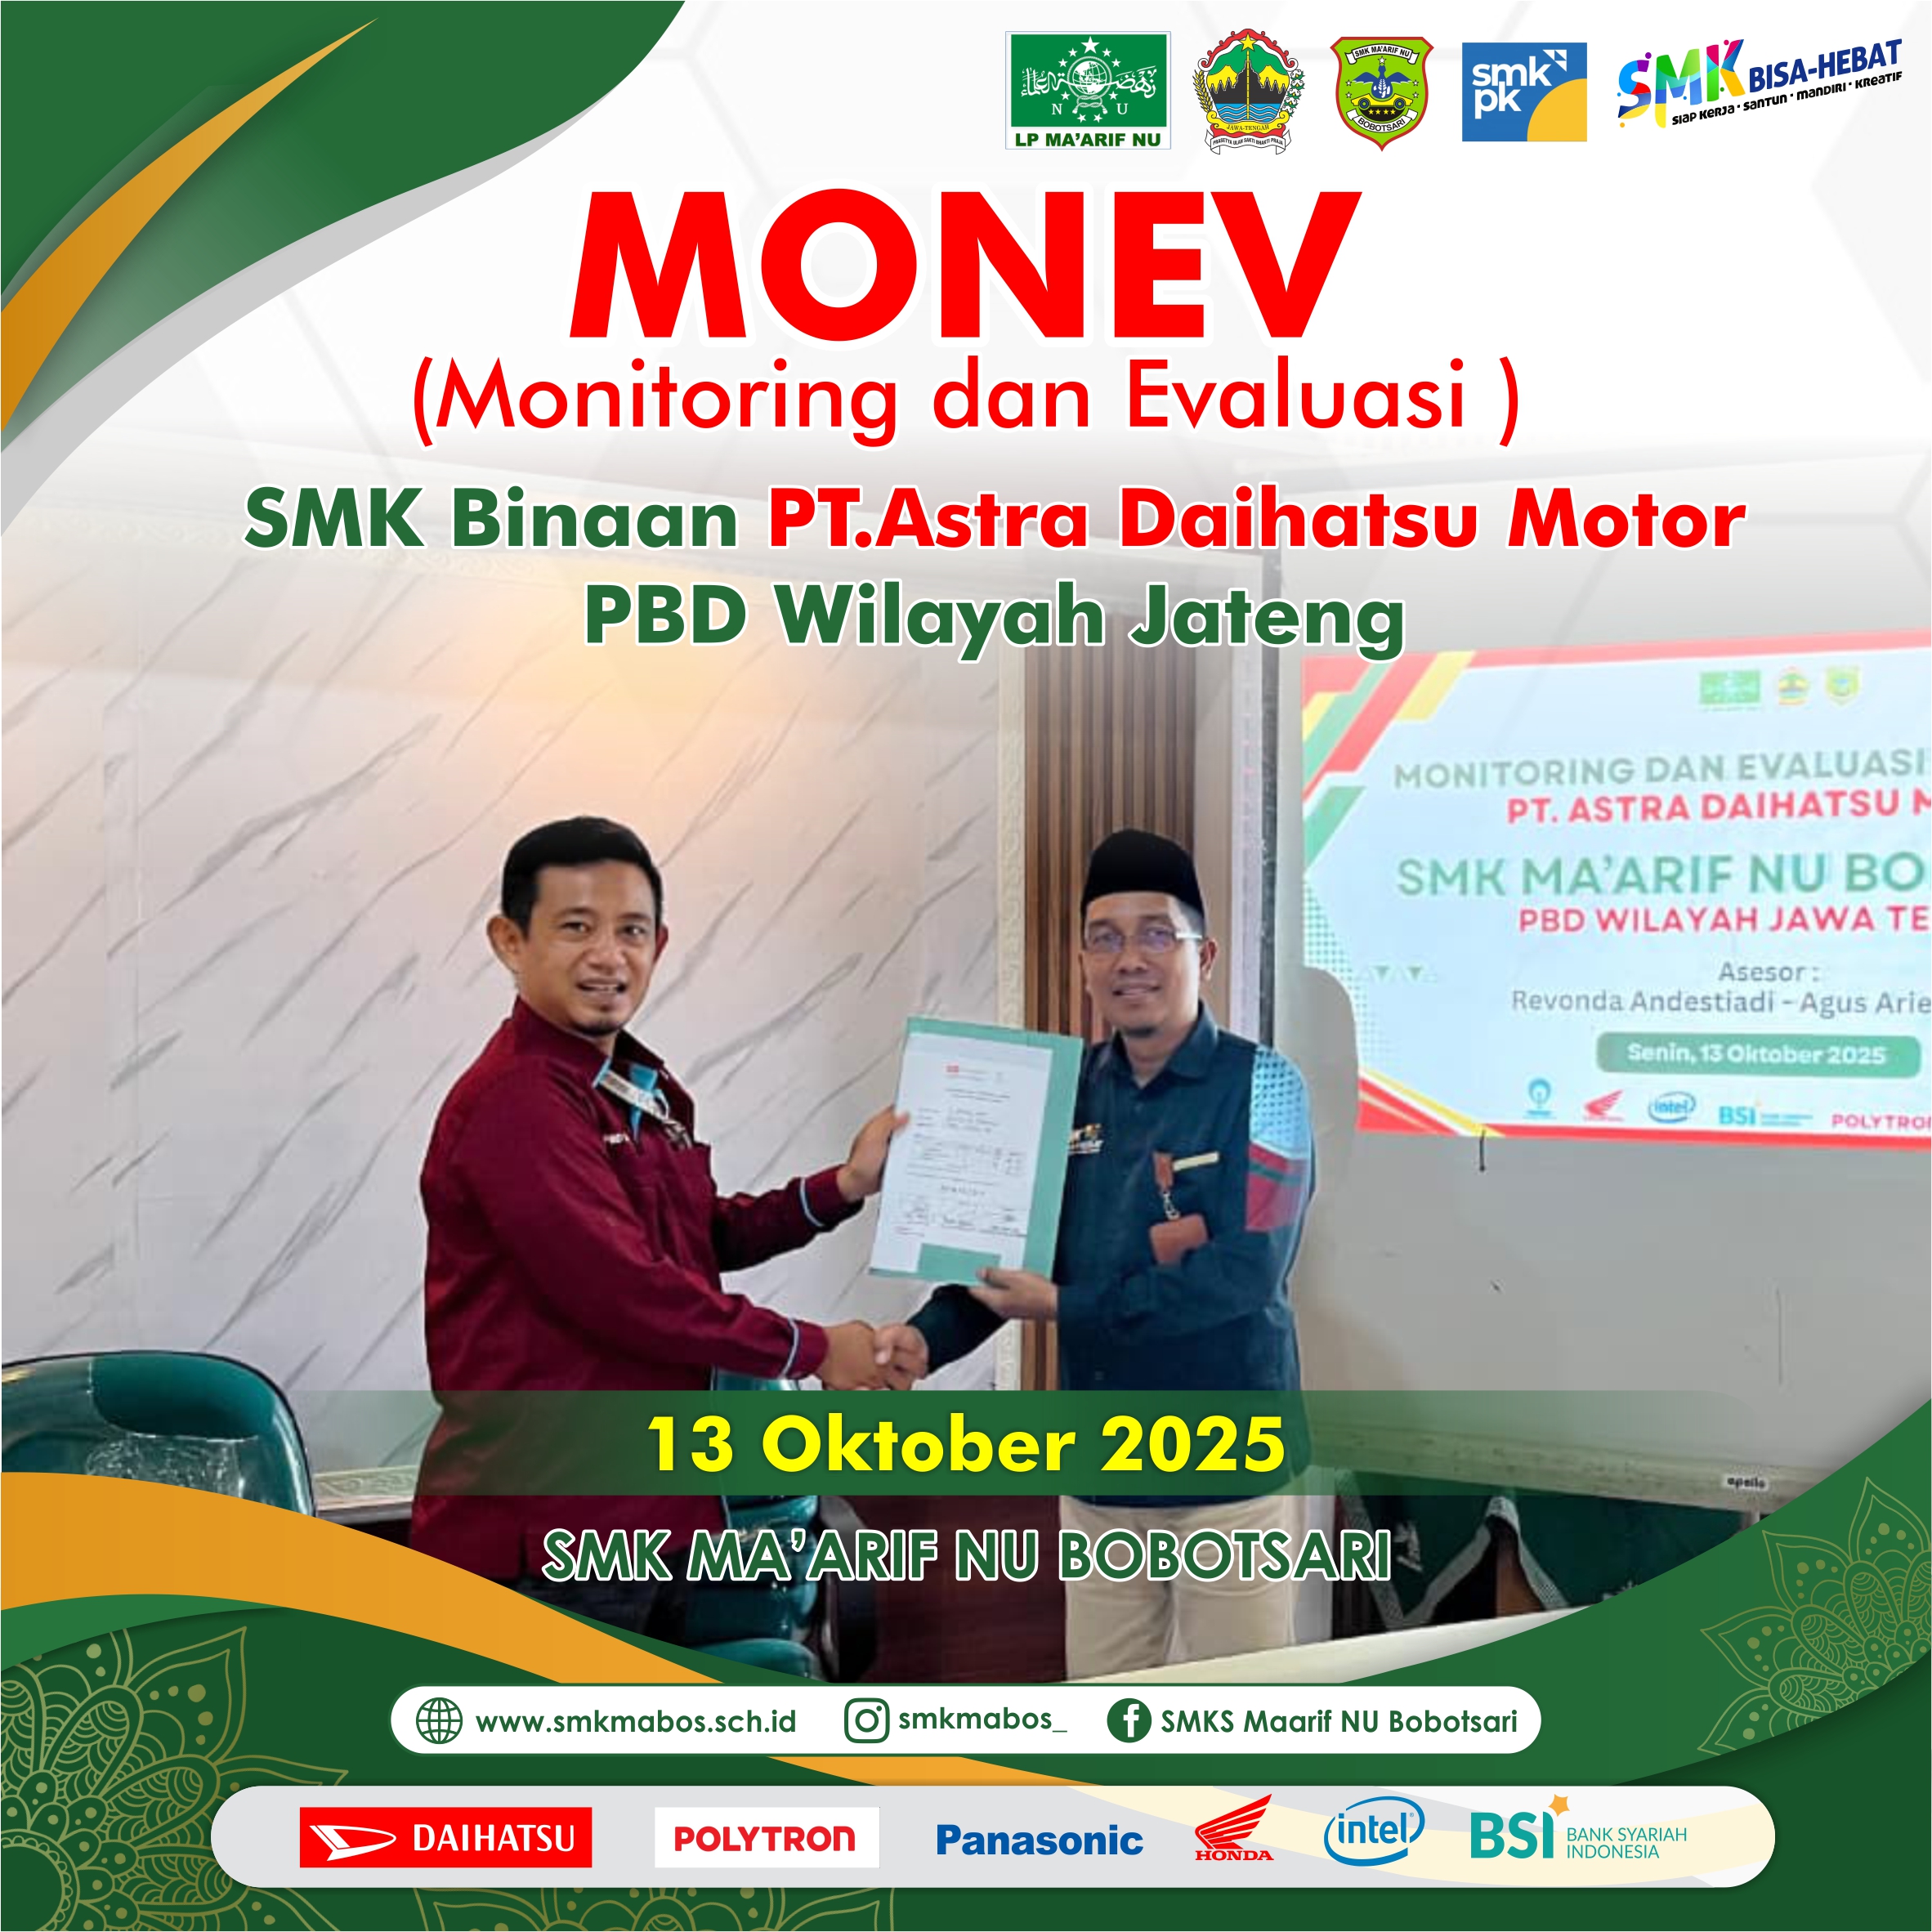 N U
LP MA'ARIF NU
JAWA-TENGAH
SMK MA'ARIF NU
BOBOTSARI
smk
pk
SMK BISA-HEBAT
SIAP KERJA • SANTUN • MANDIRI • KREATIF
MONEV
(Monitoring dan Evaluasi )
SMK Binaan PT.Astra Daihatsu Motor
PBD Wilayah Jateng
MONITORING DAN EVALUASI
PT. ASTRA DAIHATSU M
SMK MA'ARIF NU BO
PBD WILAYAH JAWA TE
Asesor :
Revonda Andestiadi - Agus Arie
Senin, 13 Oktober 2025
intel BSI POLYTRON
apollo
13 Oktober 2025
SMK MA'ARIF NU BOBOTSARI
www.smkmabos.sch.id smkmabos_ SMKS Maarif NU Bobotsari
DAIHATSU POLYTRON Panasonic HONDA intel BSI BANK SYARIAH INDONESIA